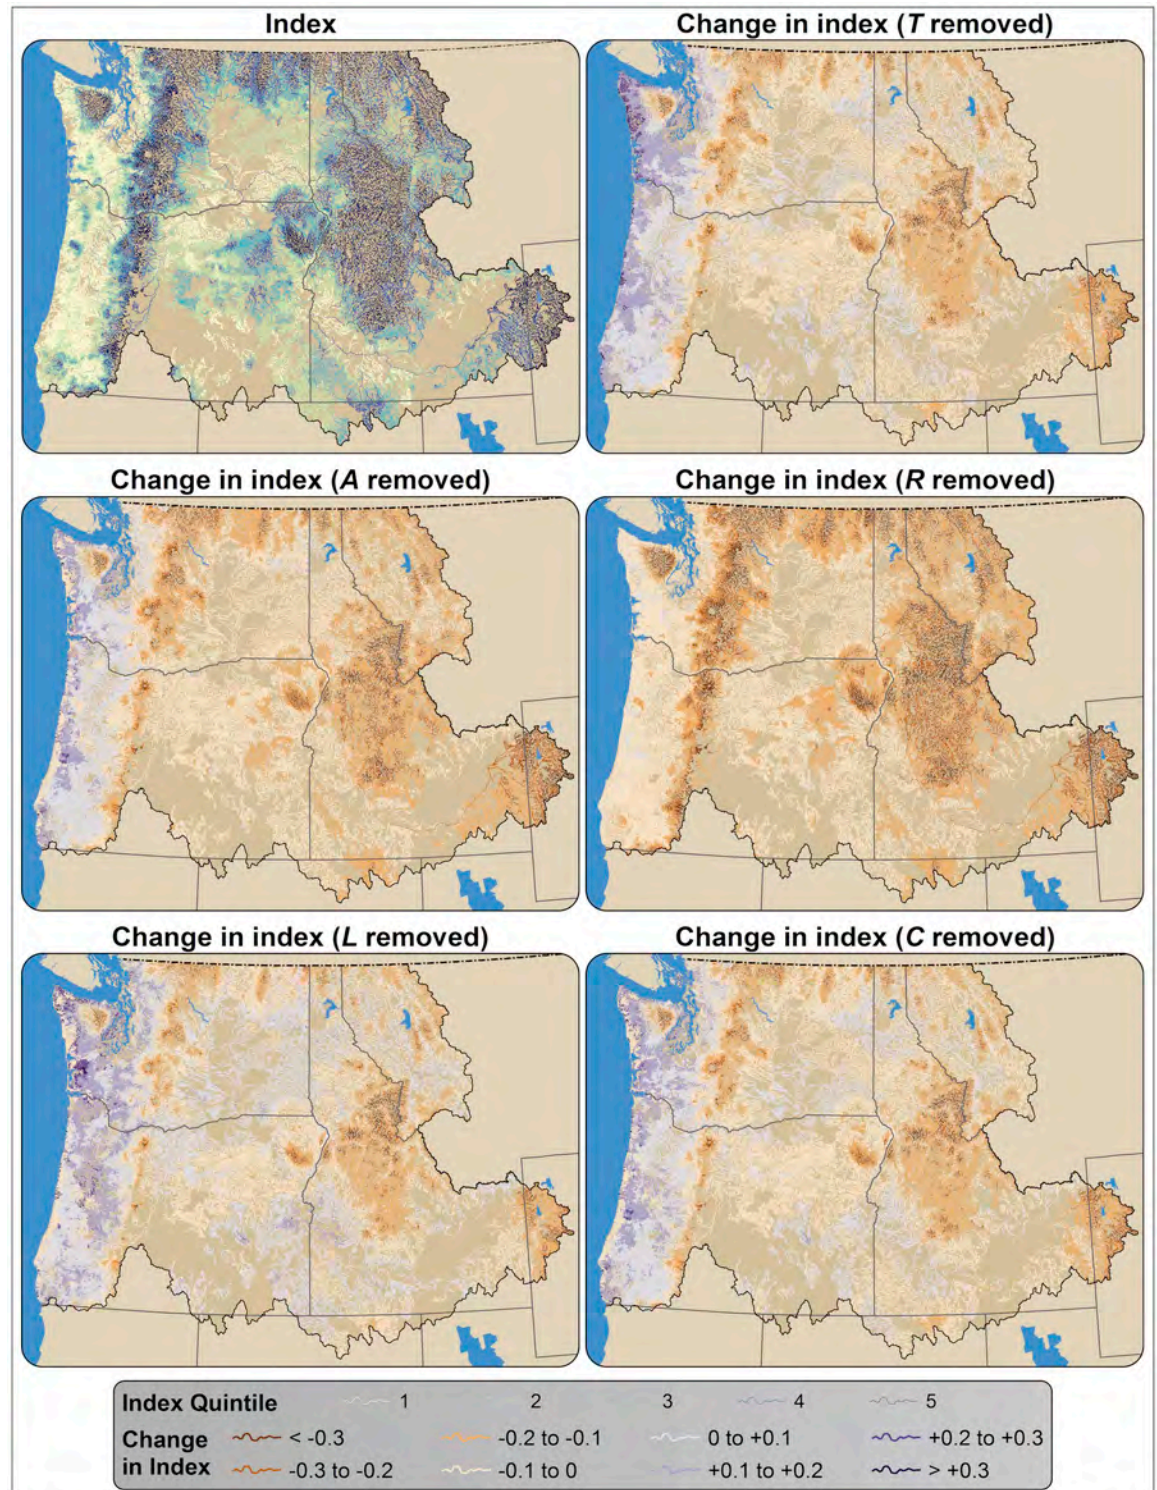 Index
Change in index (T removed)
Change in index (A removed)
Change in index (R removed)
Change in index (L removed)
Change in index (C removed)
Index Quintile 1 2 3 4 5
Change in Index
< -0.3 -0.2 to -0.1 0 to +0.1 +0.2 to +0.3
-0.3 to -0.2 -0.1 to 0 +0.1 to +0.2 > +0.3